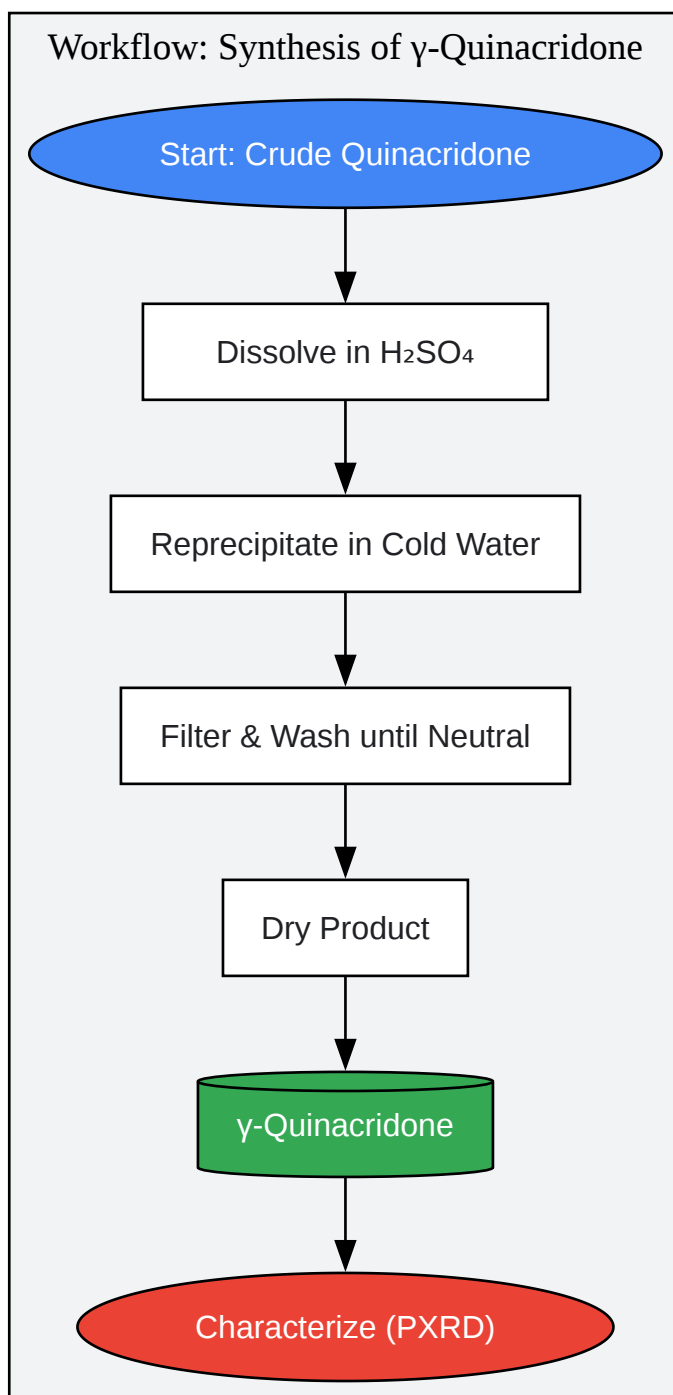 Workflow: Synthesis of γ-Quinacridone
Start: Crude Quinacridone
Dissolve in H₂SO₄
Reprecipitate in Cold Water
Filter & Wash until Neutral
Dry Product
γ-Quinacridone
Characterize (PXRD)